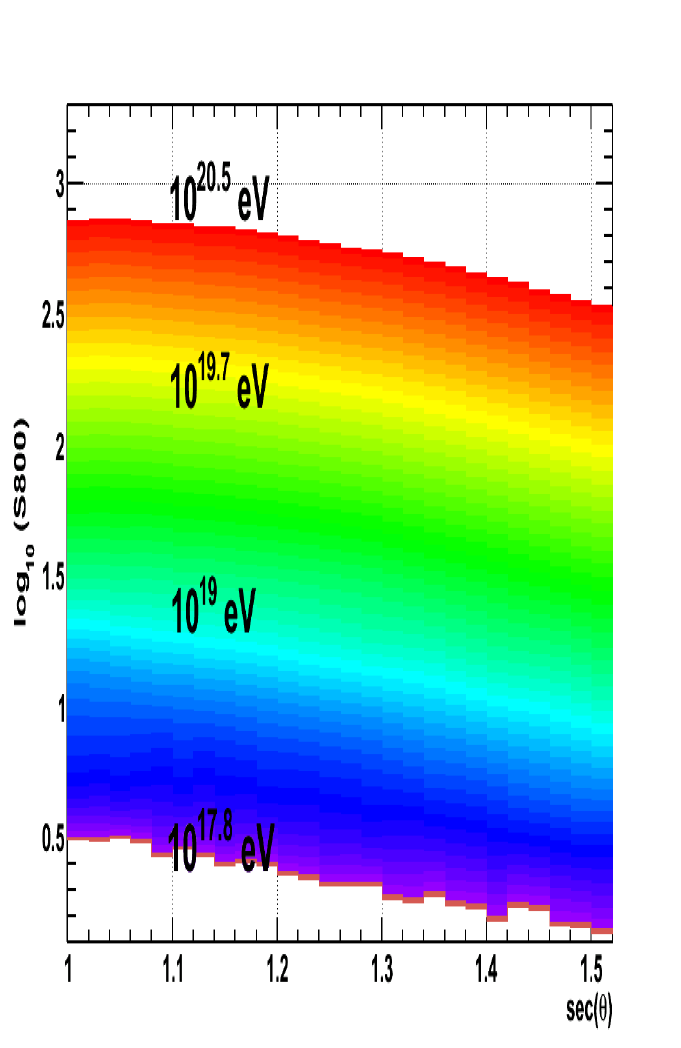 3
2.5
2
1.5
1
0.5
10^20.5 eV
10^19.7 eV
10^19 eV
10^17.8 eV
log_10 (S800)
1 1.1 1.2 1.3 1.4 1.5
sec(θ)